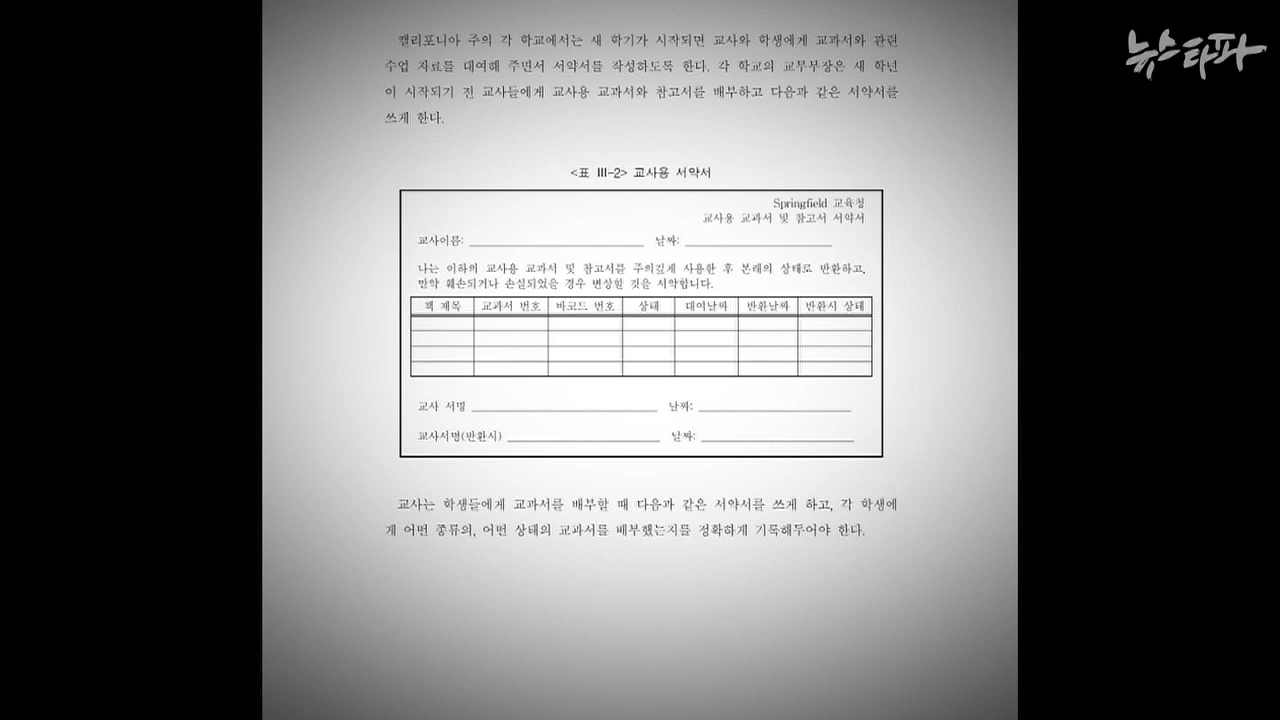 뉴스타파
캘리포니아 주의 각 학교에서는 새 학기가 시작되면 교사와 학생에게 교과서와 관련
수업 자료를 대여해 주면서 서약서를 작성하도록 한다. 각 학교의 교무부장은 새 학년
이 시작되기 전 교사들에게 교사용 교과서와 참고서를 배부하고 다음과 같은 서약서를
쓰게 한다.
<표 III-2> 교사용 서약서
Springfield 교육청
교사용 교과서 및 참고서 서약서
교사이름: ______________ 날짜: ______________
나는 이하의 교사용 교과서 및 참고서를 주의깊게 사용한 후 본래의 상태로 반환하고,
만약 훼손되거나 손실되었을 경우 변상할 것을 서약합니다.
책 제목 교과서 번호 바코드 번호 상태 대여날짜 반환날짜 반환시 상태
교사 서명 ______________ 날짜: ______________
교사서명(반환시) ______________ 날짜: ______________
교사는 학생들에게 교과서를 배부할 때 다음과 같은 서약서를 쓰게 하고, 각 학생에
게 어떤 종류의, 어떤 상태의 교과서를 배부했는지를 정확하게 기록해두어야 한다.